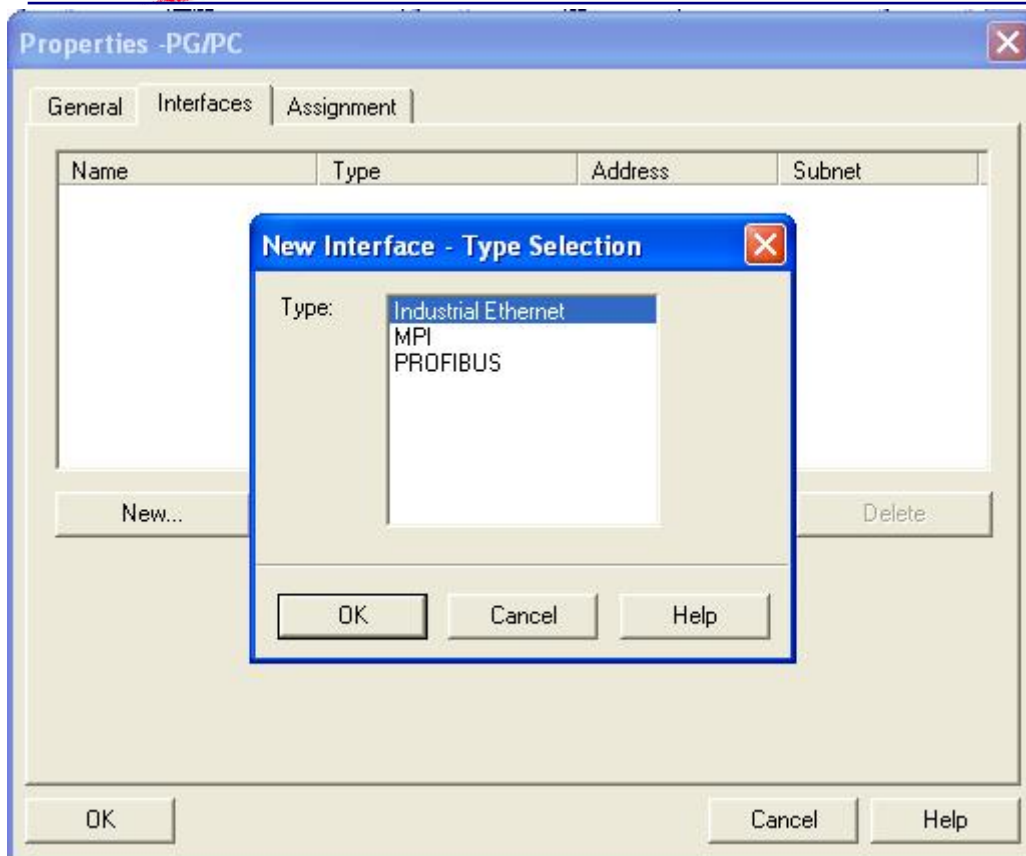 Properties -PG/PC
General Interfaces Assignment
Name Type Address Subnet
New Interface - Type Selection
Type:
Industrial Ethernet
MPI
PROFIBUS
New... Delete
OK Cancel Help
OK Cancel Help